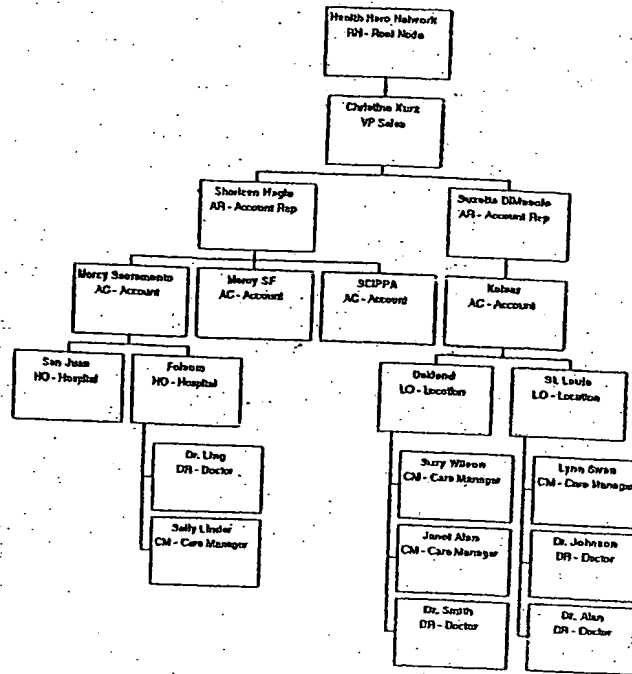 Health Hero Network
RN - Root Node
Christine Kurz
VP Sales
Shorleen Hagle
AR - Account Rep
Suzette DiMascio
AR - Account Rep
Mercy Sacramento
AC - Account
Mercy SF
AC - Account
SCIPPA
AC - Account
Kaiser
AC - Account
San Juan
HO - Hospital
Folsom
HO - Hospital
Oakland
LO - Location
St. Louis
LO - Location
Dr. Ling
DR - Doctor
Suzy Wilson
CM - Care Manager
Lynn Swan
CM - Care Manager
Sally Linder
CM - Care Manager
Janet Alan
CM - Care Manager
Dr. Johnson
DR - Doctor
Dr. Smith
DR - Doctor
Dr. Alan
DR - Doctor